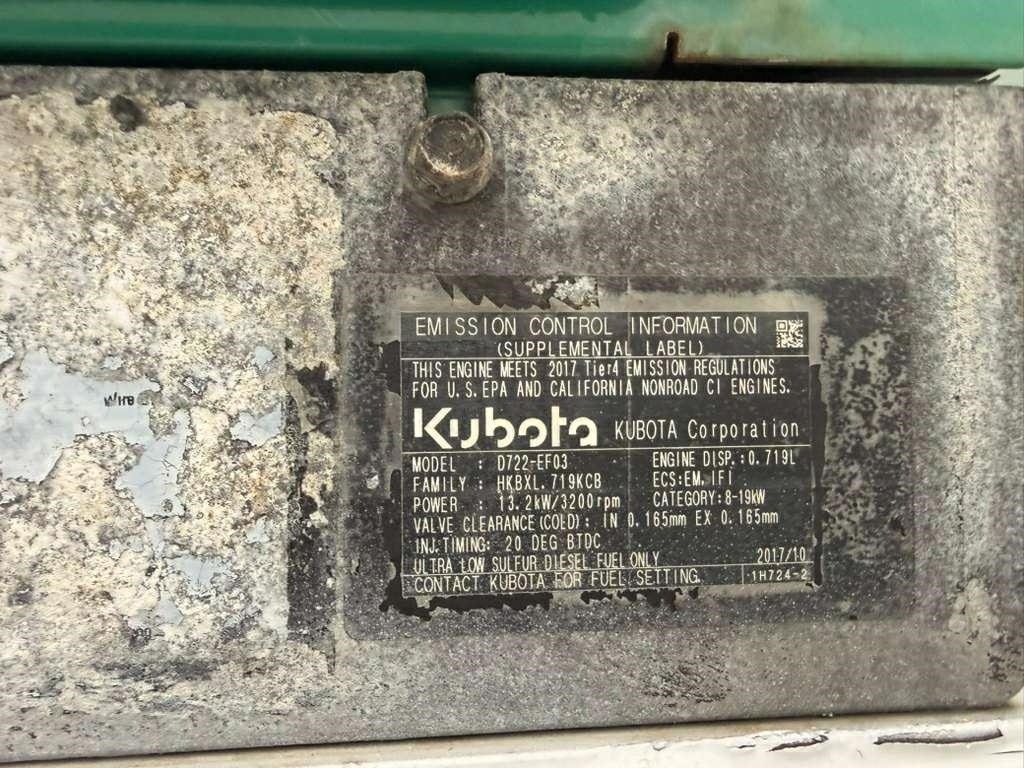 Wire
EMISSION CONTROL INFORMATION
(SUPPLEMENTAL LABEL)
THIS ENGINE MEETS 2017 Tier4 EMISSION REGULATIONS
FOR U.S.EPA AND CALIFORNIA NONROAD CI ENGINES.
Kubota KUBOTA Corporation
MODEL : D722-EF03 ENGINE DISP.:0.719L
FAMILY : HKBXL.719KCB ECS:EM,IFI
POWER : 13.2kW/3200rpm CATEGORY:8-19kW
VALVE CLEARANCE(COLD): IN 0.165mm EX 0.165mm
INJ.TIMING: 20 DEG BTDC
ULTRA LOW SULFUR DIESEL FUEL ONLY 2017/10
CONTACT KUBOTA FOR FUEL SETTING. 1H724-2